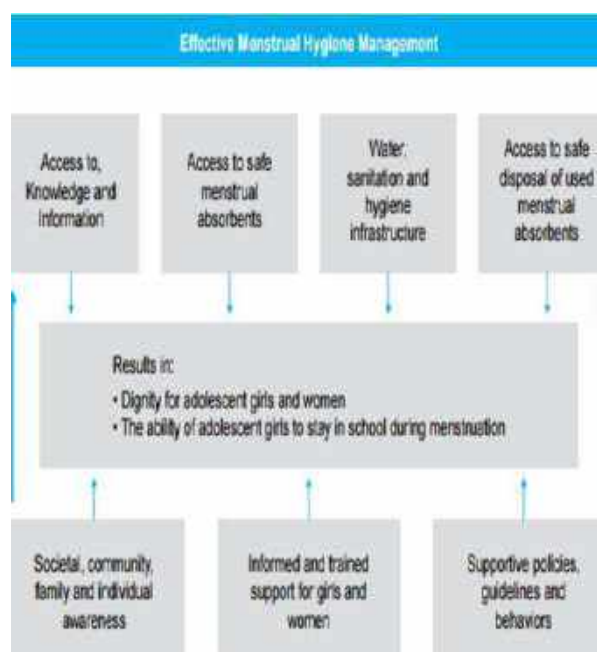 Effective Menstrual Hygiene Management
Access to,
Knowledge and
Information
Access to safe
menstrual
absorbents
Water,
sanitation and
hygiene
infrastructure
Access to safe
disposal of used
menstrual
absorbents
Results in:
• Dignity for adolescent girls and women
• The ability of adolescent girls to stay in school during menstruation
Societal, community,
family and individual
awareness
Informed and trained
support for girls and
women
Supportive policies,
guidelines and
behaviors